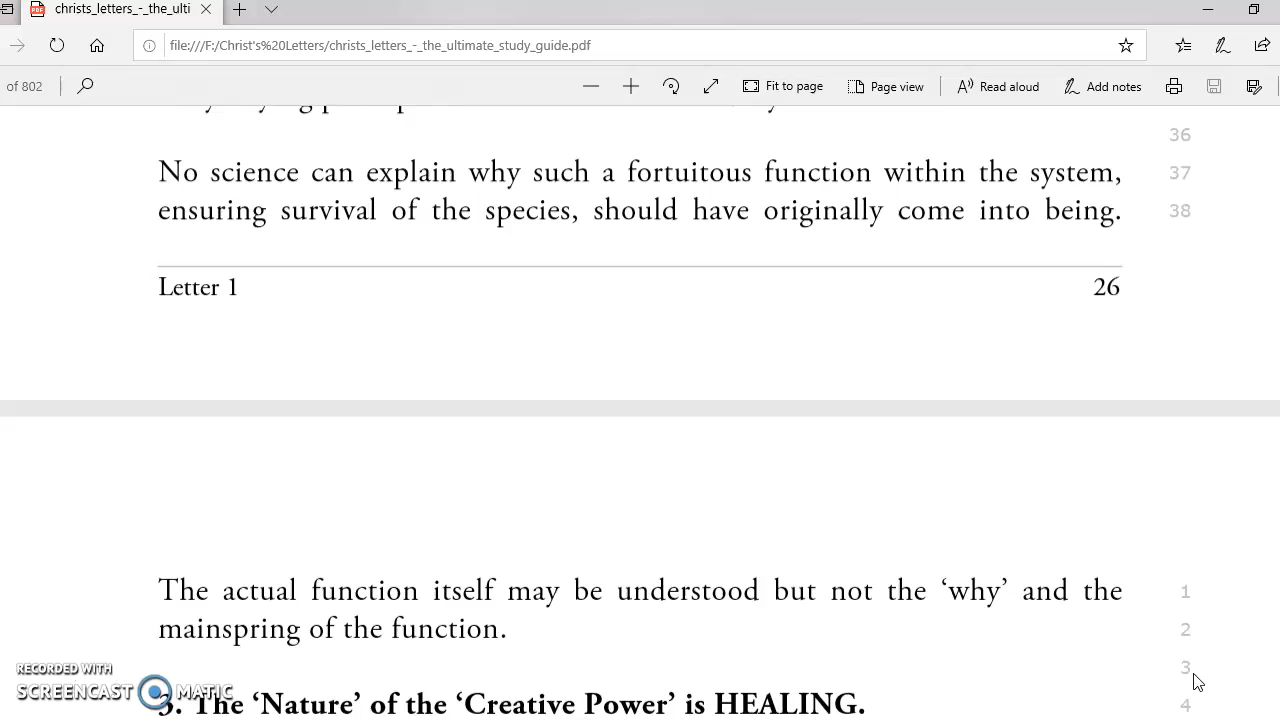 christs_letters_-_the_ulti
file:///F:/Christ's%20Letters/christs_letters_-_the_ultimate_study_guide.pdf
of 802
Fit to page
Page view
Read aloud
Add notes
36
No science can explain why such a fortuitous function within the system, 37
ensuring survival of the species, should have originally come into being. 38
Letter 1 26
The actual function itself may be understood but not the ‘why’ and the 1
mainspring of the function. 2
3
RECORDED WITH
SCREENCAST MATIC
3. The ‘Nature’ of the ‘Creative Power’ is HEALING. 4